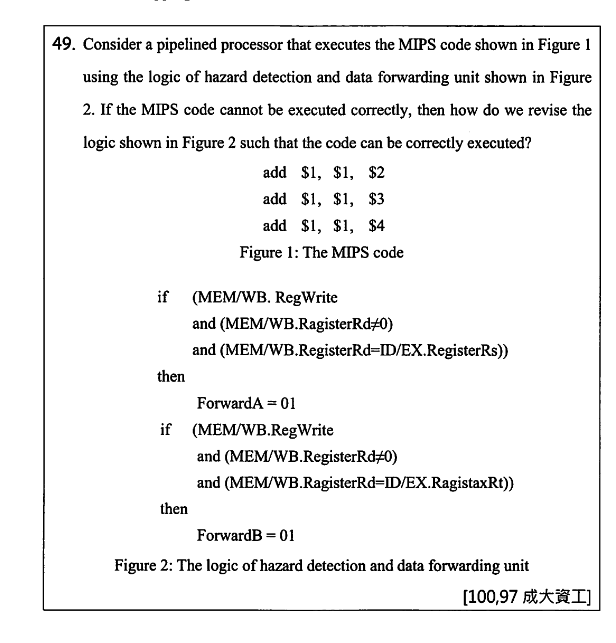 49. Consider a pipelined processor that executes the MIPS code shown in Figure 1
using the logic of hazard detection and data forwarding unit shown in Figure
2. If the MIPS code cannot be executed correctly, then how do we revise the
logic shown in Figure 2 such that the code can be correctly executed?
add $1, $1, $2
add $1, $1, $3
add $1, $1, $4
Figure 1: The MIPS code
if (MEM/WB. RegWrite
and (MEM/WB.RagisterRd≠0)
and (MEM/WB.RegisterRd=ID/EX.RegisterRs))
then
ForwardA = 01
if (MEM/WB.RegWrite
and (MEM/WB.RegisterRd≠0)
and (MEM/WB.RagisterRd=ID/EX.RagistaxRt))
then
ForwardB = 01
Figure 2: The logic of hazard detection and data forwarding unit
[100,97 成大資工]